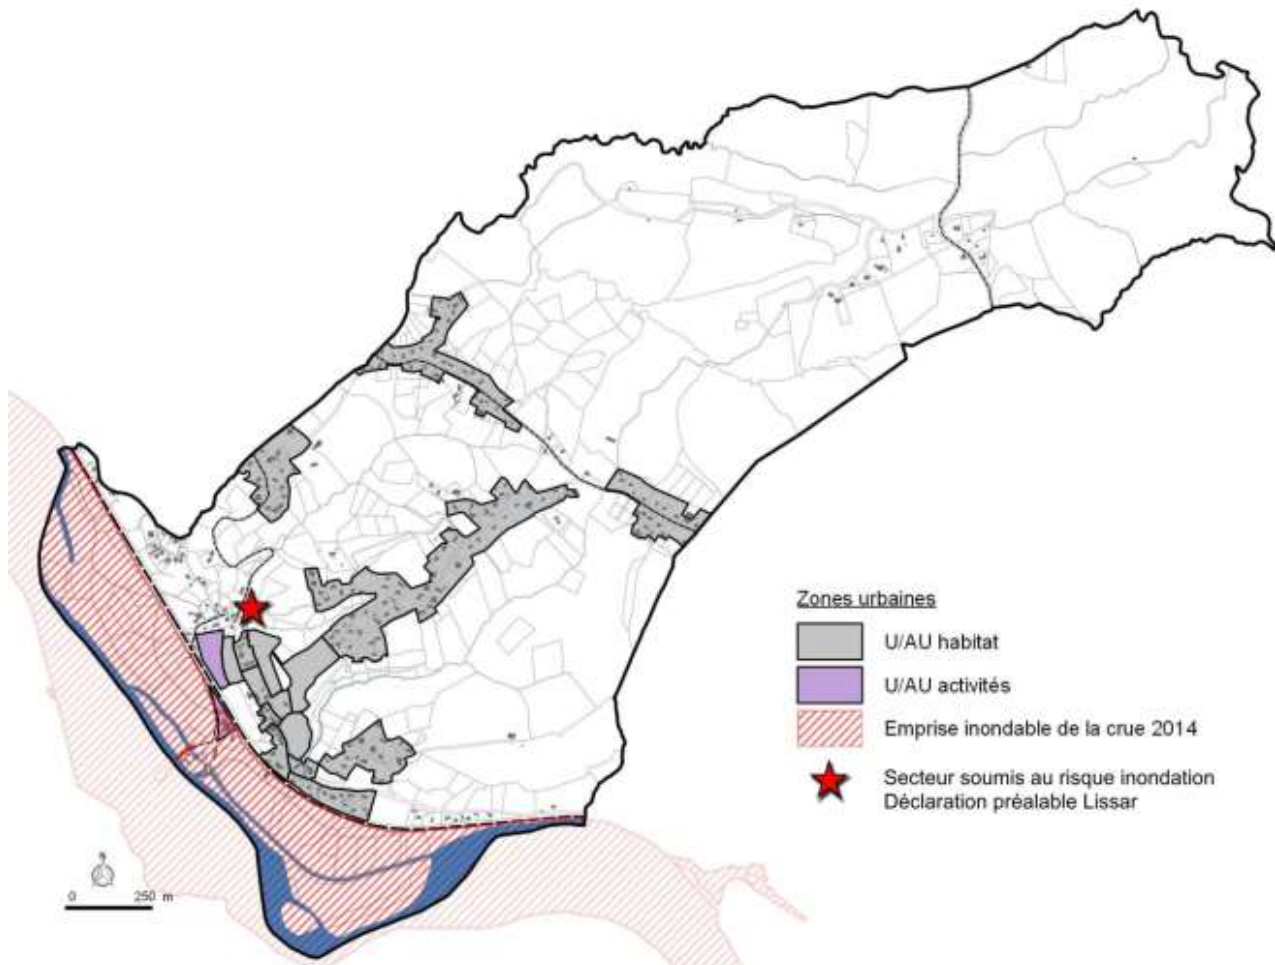 Zones urbaines
U/AU habitat
U/AU activités
Emprise inondable de la crue 2014
Secteur soumis au risque inondation
Déclaration préalable Lissar
N
0 250 m